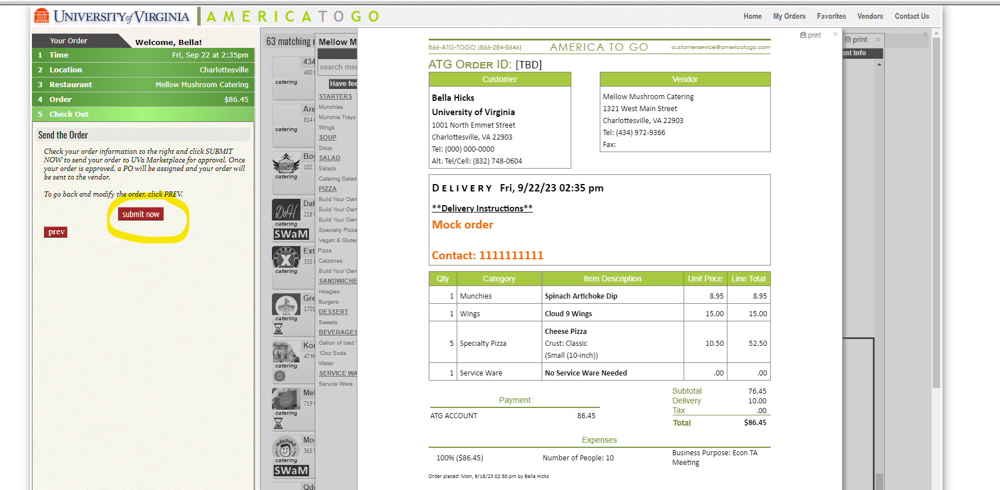 UNIVERSITY of VIRGINIA
AMERICATOGO
Home
My Orders
Favorites
Vendors
Contact Us
Your Order
Welcome, Bella!
1 Time Fri, Sep 22 at 2:35pm
2 Location Charlottesville
3 Restaurant Mellow Mushroom Catering
4 Order $86.45
5 Check Out
Send the Order
Check your order information to the right and click SUBMIT
NOW to send your order to UVa Marketplace for approval. Once
your order is approved, a PO will be assigned and your order will
be sent to the vendor.
To go back and modify the order, click PREV.
submit now
prev
63 matching
434
400
catering
Are
814
catering
Boy
102
catering
Dah
DaH
218
catering
SWaM
Ext
EXTREME
X
335
catering
Gre
1701
catering
Kor
47 M
catering
Mel
719
catering
Mo
mochiko
365
catering
SWaM
Qdo
Mellow M
search men
Have fee
STARTERS
Munchies
Munchie Trays
Wings
SOUP
Soup
SALAD
Salads
Catering Salad
PIZZA
Build Your Own
Build Your Own
Build Your Own
Specialty Pizza
Vegan & Gluten
Pizza
Calzones
Build Your Own
SANDWICHE
Hoagies
Burgers
DESSERT
Sweets
BEVERAGES
Gallon of Iced T
12oz Soda
Water
SERVICE WA
Service Ware
print
print
ant Info
866-ATG-TOGO (866-284-8646)
AMERICA TO GO
customerservice@americatogo.com
ATG ORDER ID: [TBD]
Customer
Bella Hicks
University of Virginia
1001 North Emmet Street
Charlottesville, VA 22903
Tel: (000) 000-0000
Alt. Tel/Cell: (832) 748-0604
Vendor
Mellow Mushroom Catering
1321 West Main Street
Charlottesville, VA 22903
Tel: (434) 972-9366
Fax:
DELIVERY Fri, 9/22/23 02:35 pm
**Delivery Instructions**
Mock order
Contact: 1111111111
Qty Category Item Description Unit Price Line Total
1 Munchies Spinach Artichoke Dip 8.95 8.95
1 Wings Cloud 9 Wings 15.00 15.00
Cheese Pizza
5 Specialty Pizza Crust: Classic 10.50 52.50
(Small (10-inch))
1 Service Ware No Service Ware Needed .00 .00
Payment
ATG ACCOUNT 86.45
Subtotal 76.45
Delivery 10.00
Tax .00
Total $86.45
Expenses
100% ($86.45)
Number of People: 10
Business Purpose: Econ TA
Meeting
Order placed: Mon, 9/18/23 02:50 pm by Bella Hicks